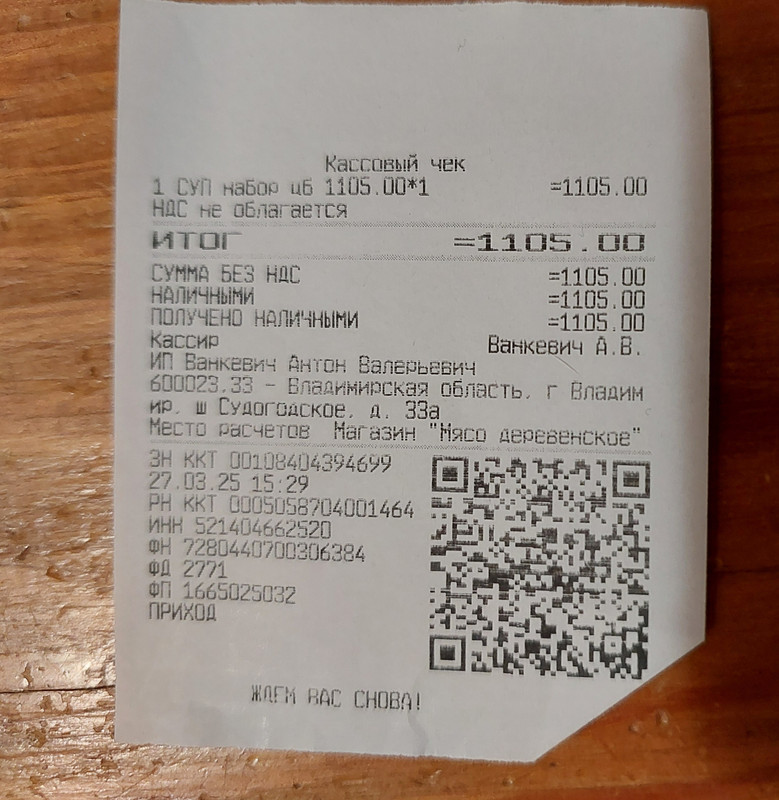 Кассовый чек
1 СУП набор цб 1105.00*1 =1105.00
НДС не облагается
ИТОГ =1105.00
СУММА БЕЗ НДС =1105.00
НАЛИЧНЫМИ =1105.00
ПОЛУЧЕНО НАЛИЧНЫМИ =1105.00
Кассир Ванкевич А.В.
ИП Ванкевич Антон Валерьевич
600023,33 - Владимирская область, г Владим
ир, ш Судогодское, д. 33а
Место расчетов Магазин "Мясо деревенское"
ЗН ККТ 00108404394699
27.03.25 15:29
РН ККТ 0005058704001464
ИНН 521404662520
ФН 7280440700306384
ФД 2771
ФП 1665025032
ПРИХОД
ЖДЕМ ВАС СНОВА!